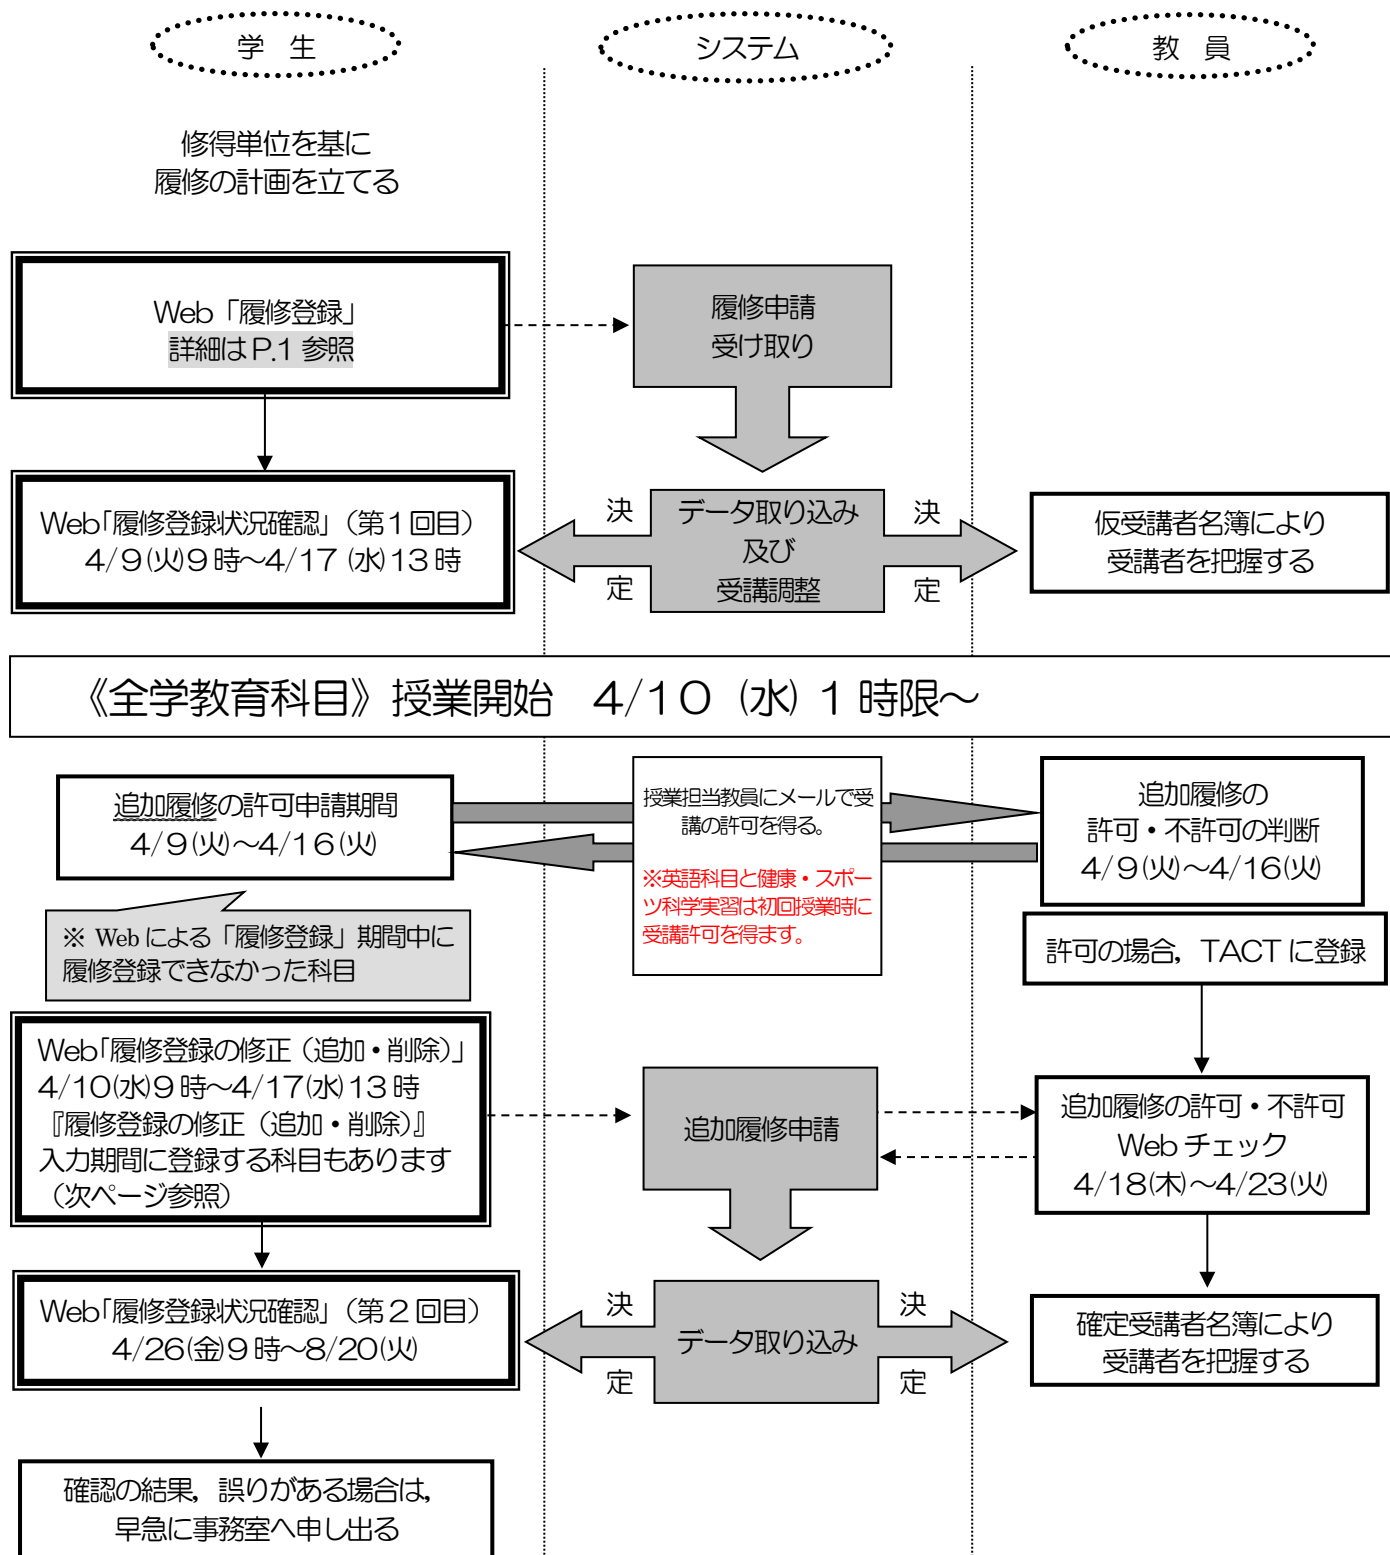 学　生
システム
教　員
修得単位を基に
履修の計画を立てる
Web「履修登録」
詳細はP.1 参照
履修申請
受け取り
Web「履修登録状況確認」（第１回目）
4/9(火)9時～4/17 (水)13時
決
定
データ取り込み
及び
受講調整
決
定
仮受講者名簿により
受講者を把握する
《全学教育科目》授業開始　4/10 (水) 1 時限～
追加履修の許可申請期間
4/9(火)～4/16(火)
授業担当教員にメールで受
講の許可を得る。
※英語科目と健康・スポー
ツ科学実習は初回授業時に
受講許可を得ます。
追加履修の
許可・不許可の判断
4/9(火)～4/16(火)
※ Webによる「履修登録」期間中に
履修登録できなかった科目
許可の場合，TACT に登録
Web「履修登録の修正（追加・削除）」
4/10(水)9時～4/17(水)13時
『履修登録の修正（追加・削除）』
入力期間に登録する科目もあります
（次ページ参照）
追加履修申請
追加履修の許可・不許可
Web チェック
4/18(木)～4/23(火)
Web「履修登録状況確認」（第２回目）
4/26(金)9時～8/20(火)
決
定
データ取り込み
決
定
確定受講者名簿により
受講者を把握する
確認の結果，誤りがある場合は，
早急に事務室へ申し出る